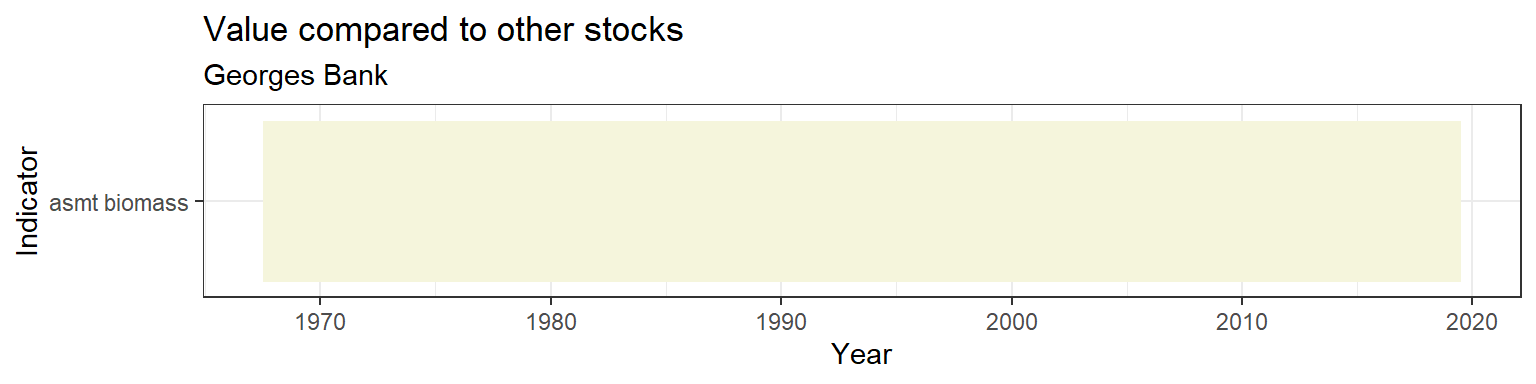 Value compared to other stocks
Georges Bank
Indicator
asmt biomass
1970 1980 1990 2000 2010 2020
Year